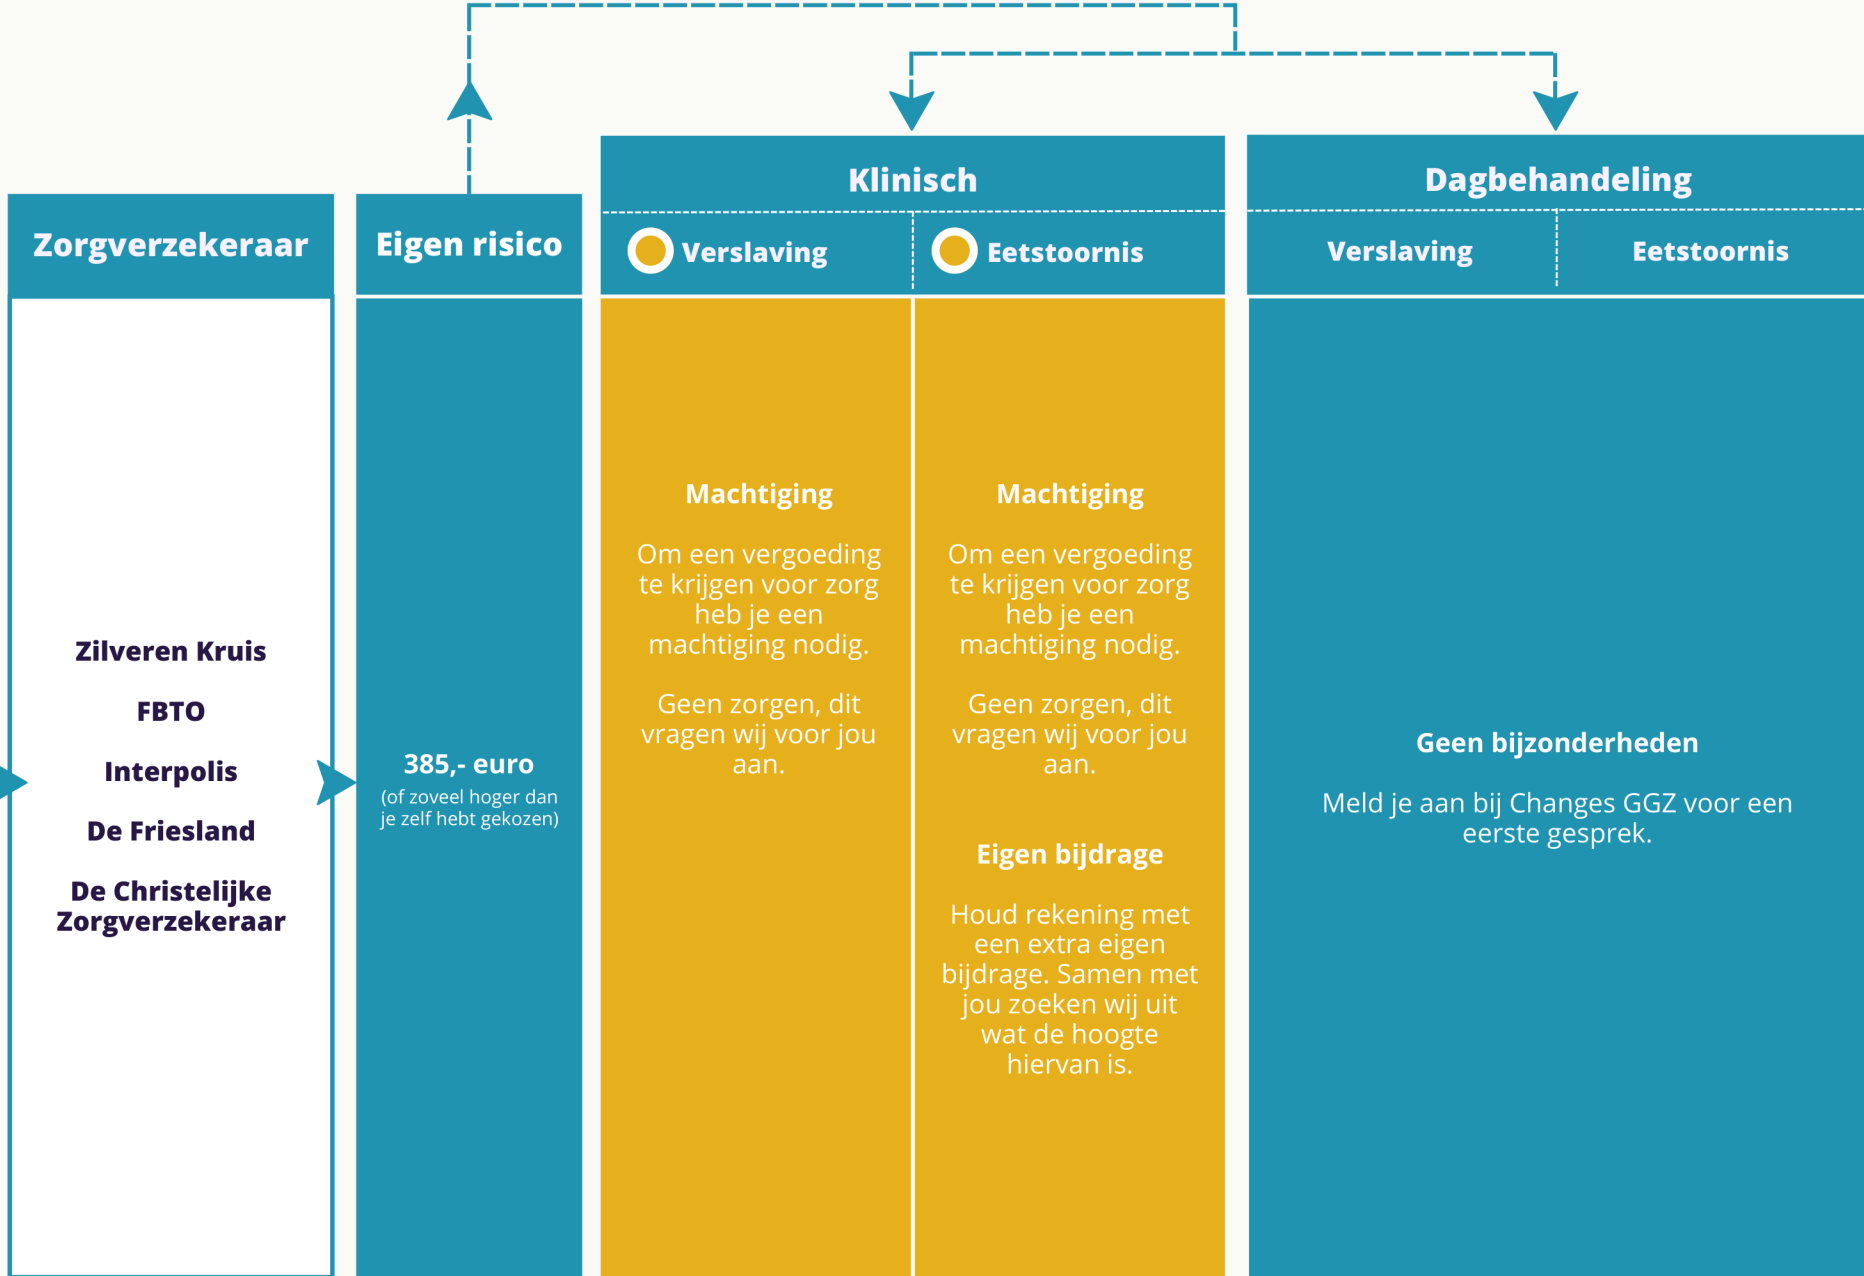 Zorgverzekeraar
Zilveren Kruis
FBTO
Interpolis
De Friesland
De Christelijke
Zorgverzekeraar
Eigen risico
385,- euro
(of zoveel hoger dan
je zelf hebt gekozen)
Klinisch
Verslaving
Machtiging
Om een vergoeding
te krijgen voor zorg
heb je een
machtiging nodig.
Geen zorgen, dit
vragen wij voor jou
aan.
Eetstoornis
Machtiging
Om een vergoeding
te krijgen voor zorg
heb je een
machtiging nodig.
Geen zorgen, dit
vragen wij voor jou
aan.
Eigen bijdrage
Houd rekening met
een extra eigen
bijdrage. Samen met
jou zoeken wij uit
wat de hoogte
hiervan is.
Dagbehandeling
Verslaving
Eetstoornis
Geen bijzonderheden
Meld je aan bij Changes GGZ voor een
eerste gesprek.